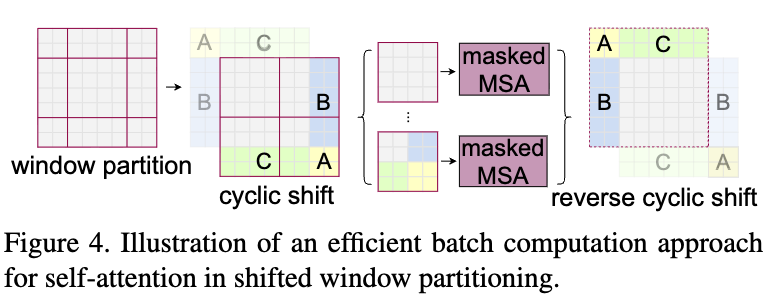 A C
B
B
C A
window partition
cyclic shift
masked
MSA
...
masked
MSA
A C
B
B
C A
reverse cyclic shift
Figure 4. Illustration of an efficient batch computation approach
for self-attention in shifted window partitioning.